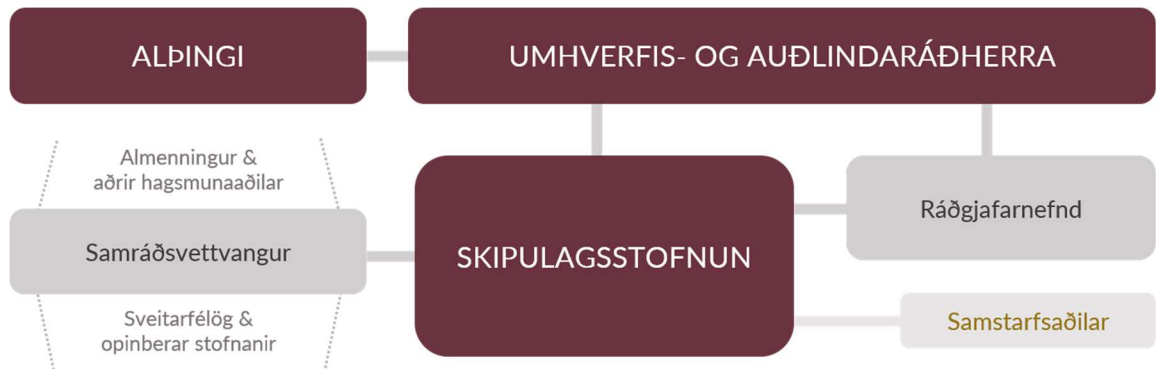 ALÞINGI
UMHVERFIS- OG AUÐLINDARÁÐHERRA
Almenningur &
aðrir hagsmunaaðilar
Samráðsvettvangur
Sveitarfélög &
opinberar stofnanir
SKIPULAGSSTOFNUN
Ráðgjafarnefnd
Samstarfsaðilar